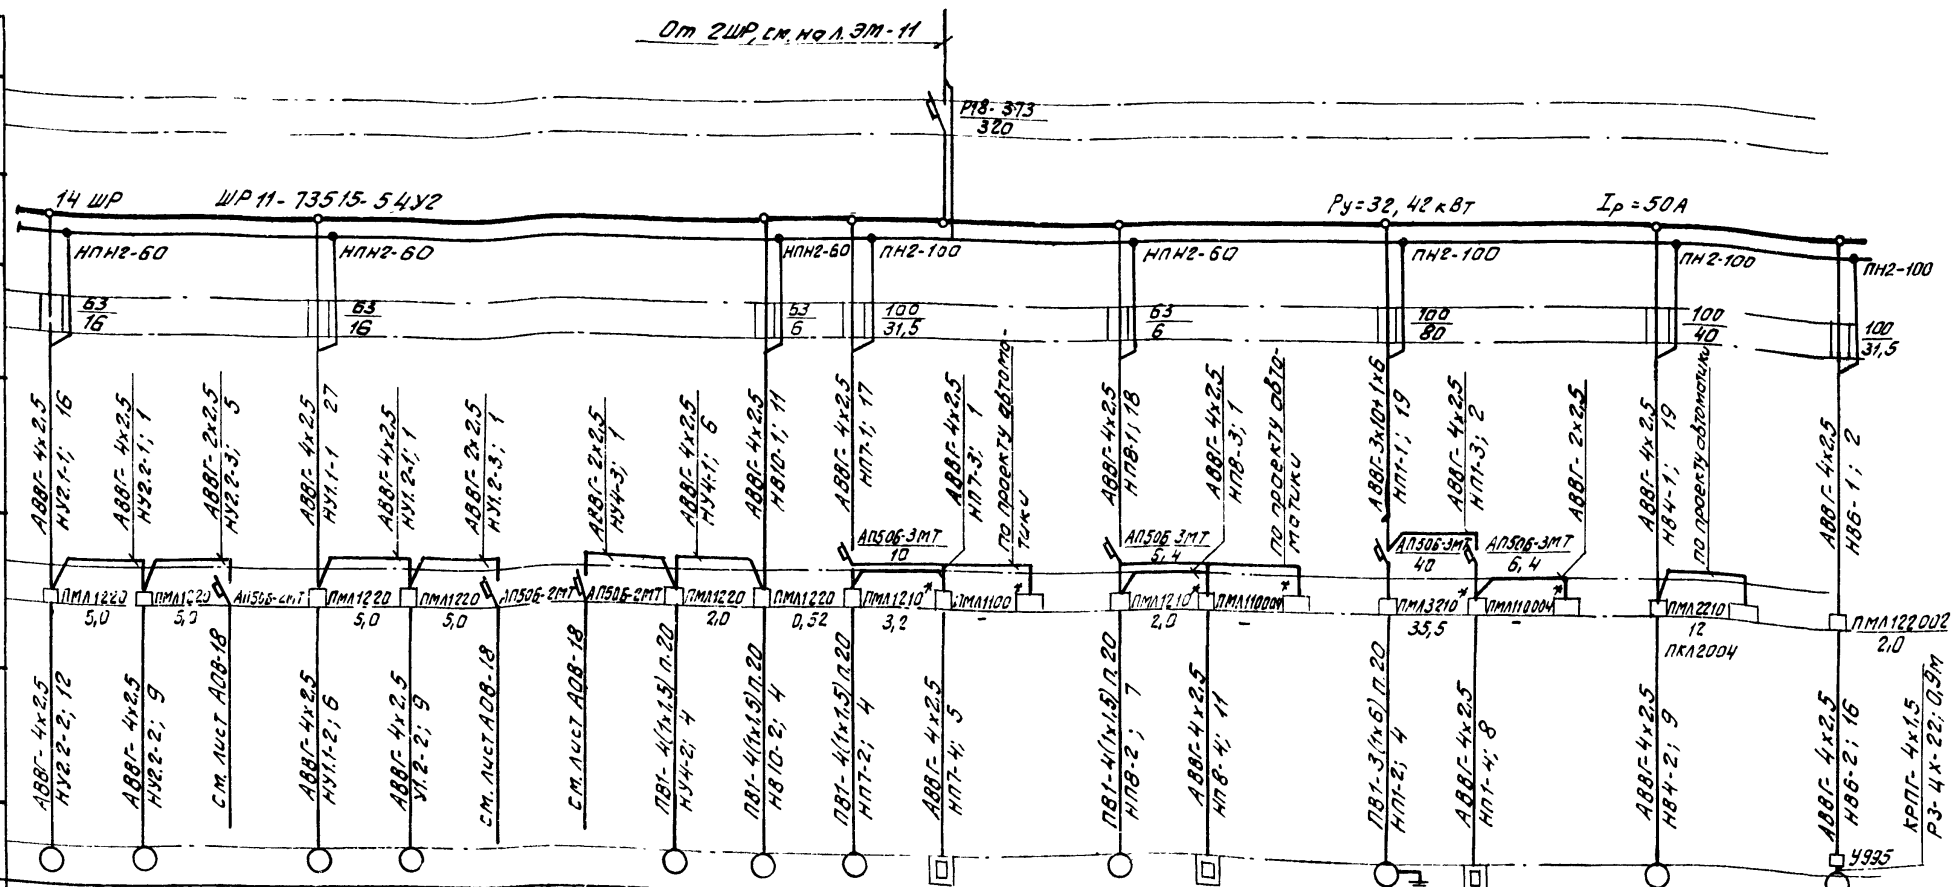 От 2ШР, см. на л. ЭМ-11
Р18-373
320
14 ШР
ШР 11-73515-54У2
Ру=32,42 кВт
Iр=50А
НПН2-60
НПН2-60
НПН2-60
ПН2-100
НПН2-60
ПН2-100
ПН2-100
ПН2-100
63
16
63
16
63
6
100
31,5
63
6
100
80
100
40
100
31,5
АВВГ-4х2,5
НУ2.1-1; 16
АВВГ-4х2,5
НУ2.2-1; 1
АВВГ-2х2,5
НУ2.2-3; 5
АВВГ-4х2,5
НУ1.1-1 27
АВВГ-4х2,5
НУ1.2-1; 1
АВВГ-2х2,5
НУ1.2-3; 1
АВВГ-2х2,5
НУ4-3; 1
АВВГ-4х2,5
НУ4-1; 6
АВВГ-4х2,5
НВ10-1; 11
АВВГ-4х2,5
НП7-1; 17
АВВГ-4х2,5
НП7-3; 1
по проекту автома-
тики
АВВГ-4х2,5
НП8-1; 18
АВВГ-4х2,5
НП8-3; 1
по проекту авто-
матики
АВВГ-3х10+1х6
НП1-1; 19
АВВГ-4х2,5
НП1-3; 2
АВВГ-2х2,5
АВВГ-4х2,5
НВ4-1; 19
по проекту автоматики
АВВГ-4х2,5
НВ6-1; 2
АП50Б-3МТ
10
АП50Б-3МТ
6,4
АП50Б-3МТ
40
АП50Б-3МТ
6,4
ПМЛ1220
5,0
ПМЛ1220
5,0
АП50Б-2МТ
ПМЛ1220
5,0
ПМЛ1220
5,0
АП50Б-2МТ
АП50Б-2МТ
ПМЛ1220
2,0
ПМЛ1220
0,52
ПМЛ1210
3,2
*
ПМЛ1100
-
*
ПМЛ1210
2,0
*
ПМЛ110004
-
*
ПМЛ3210
35,5
*
ПМЛ110004
-
*
ПМЛ2210
12
ПКЛ2004
ПМЛ122002
2,0
АВВГ-4х2,5
НУ2.2-2; 12
АВВГ-4х2,5
НУ2.2-2; 9
см. лист АОВ-18
АВВГ-4х2,5
НУ1.1-2; 6
АВВГ-4х2,5
У1.2-2; 9
см. лист АОВ-18
см. лист АОВ-18
ПВ1-4(1х1,5) п.20
НУ4-2; 4
ПВ1-4(1х1,5) п.20
НВ10-2; 4
ПВ1-4(1х1,5) п.20
НП7-2; 4
АВВГ-4х2,5
НП7-4; 5
ПВ1-4(1х1,5) п.20
НП8-2; 7
АВВГ-4х2,5
НП8-4; 11
ПВ1-3(1х6) п.20
НП1-2; 4
АВВГ-4х2,5
НП1-4; 8
АВВГ-4х2,5
НВ4-2; 9
АВВГ-4х2,5
НВ6-2; 16
КРПГ-4х1,5
РЗ-ЦХ-22; 0,9м
У995